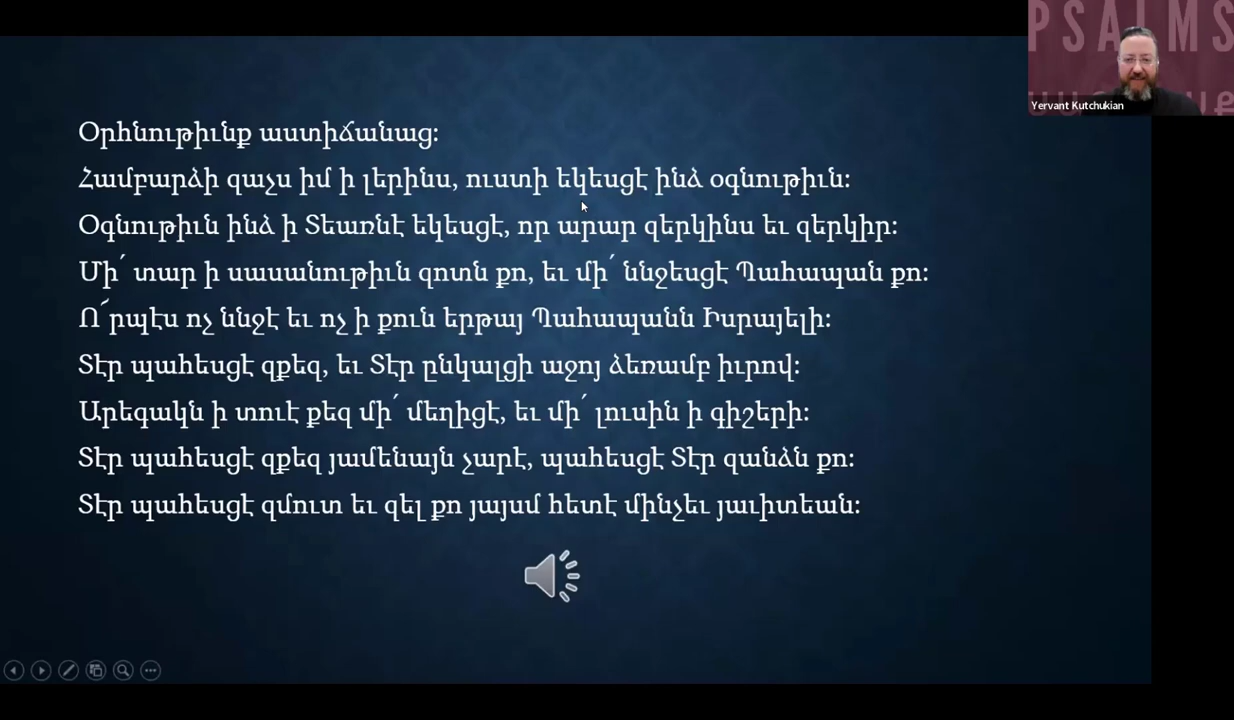 PSALMS
Yervant Kutchukian
Օրհնութիւնք աստիճանաց։
Համբարձի զաչս իմ ի լերինս, ուստի եկեսցէ ինձ օգնութիւն։
Օգնութիւն ինձ ի Տեառնէ եկեսցէ, որ արար զերկինս եւ զերկիր։
Մի՛ տար ի սասանութիւն զոտն քո, եւ մի՛ ննջեսցէ Պահապան քո։
Ո՜րպէս ոչ ննջէ եւ ոչ ի քուն երթայ Պահապանն Իսրայելի։
Տէր պահեսցէ զքեզ, եւ Տէր ընկալցի աջոյ ձեռամբ իւրով։
Արեգակն ի տուէ քեզ մի՛ մեղիցէ, եւ մի՛ լուսին ի գիշերի։
Տէր պահեսցէ զքեզ յամենայն չարէ, պահեսցէ Տէր զանձն քո։
Տէր պահեսցէ զմուտ եւ զել քո յայսմ հետէ մինչեւ յաւիտեան։